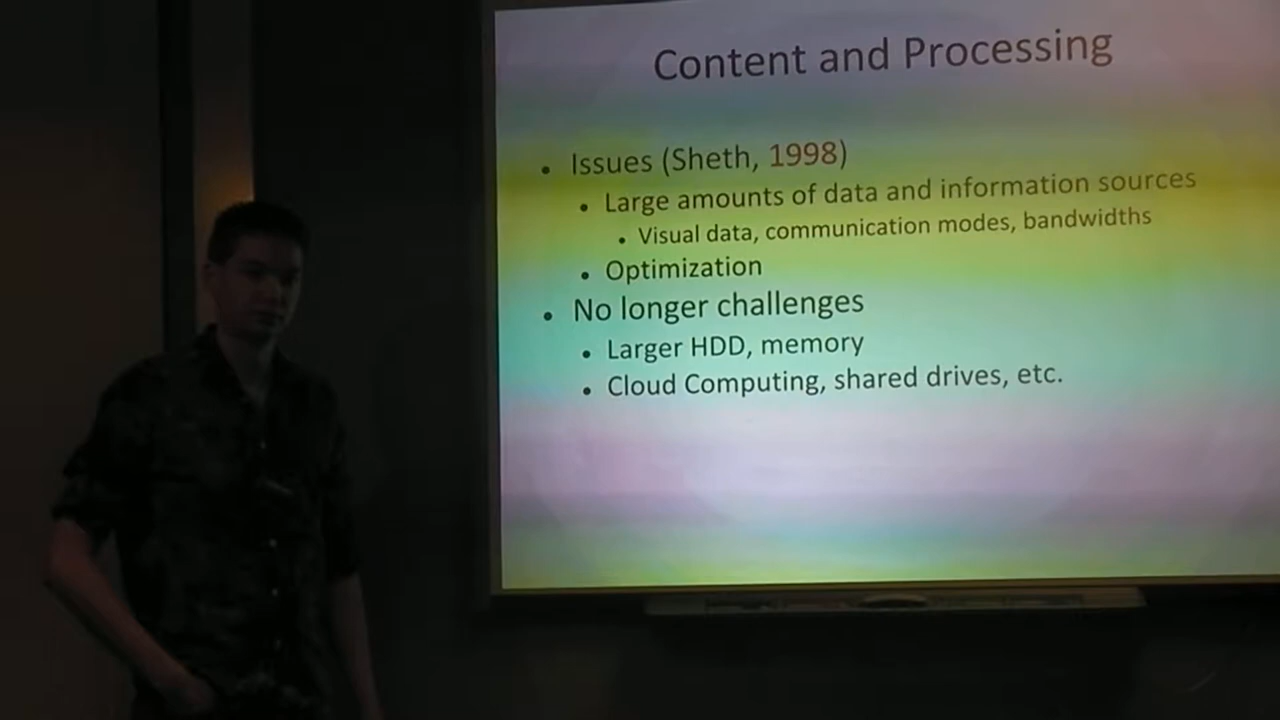 Content and Processing
• Issues (Sheth, 1998)
• Large amounts of data and information sources
• Visual data, communication modes, bandwidths
• Optimization
• No longer challenges
• Larger HDD, memory
• Cloud Computing, shared drives, etc.